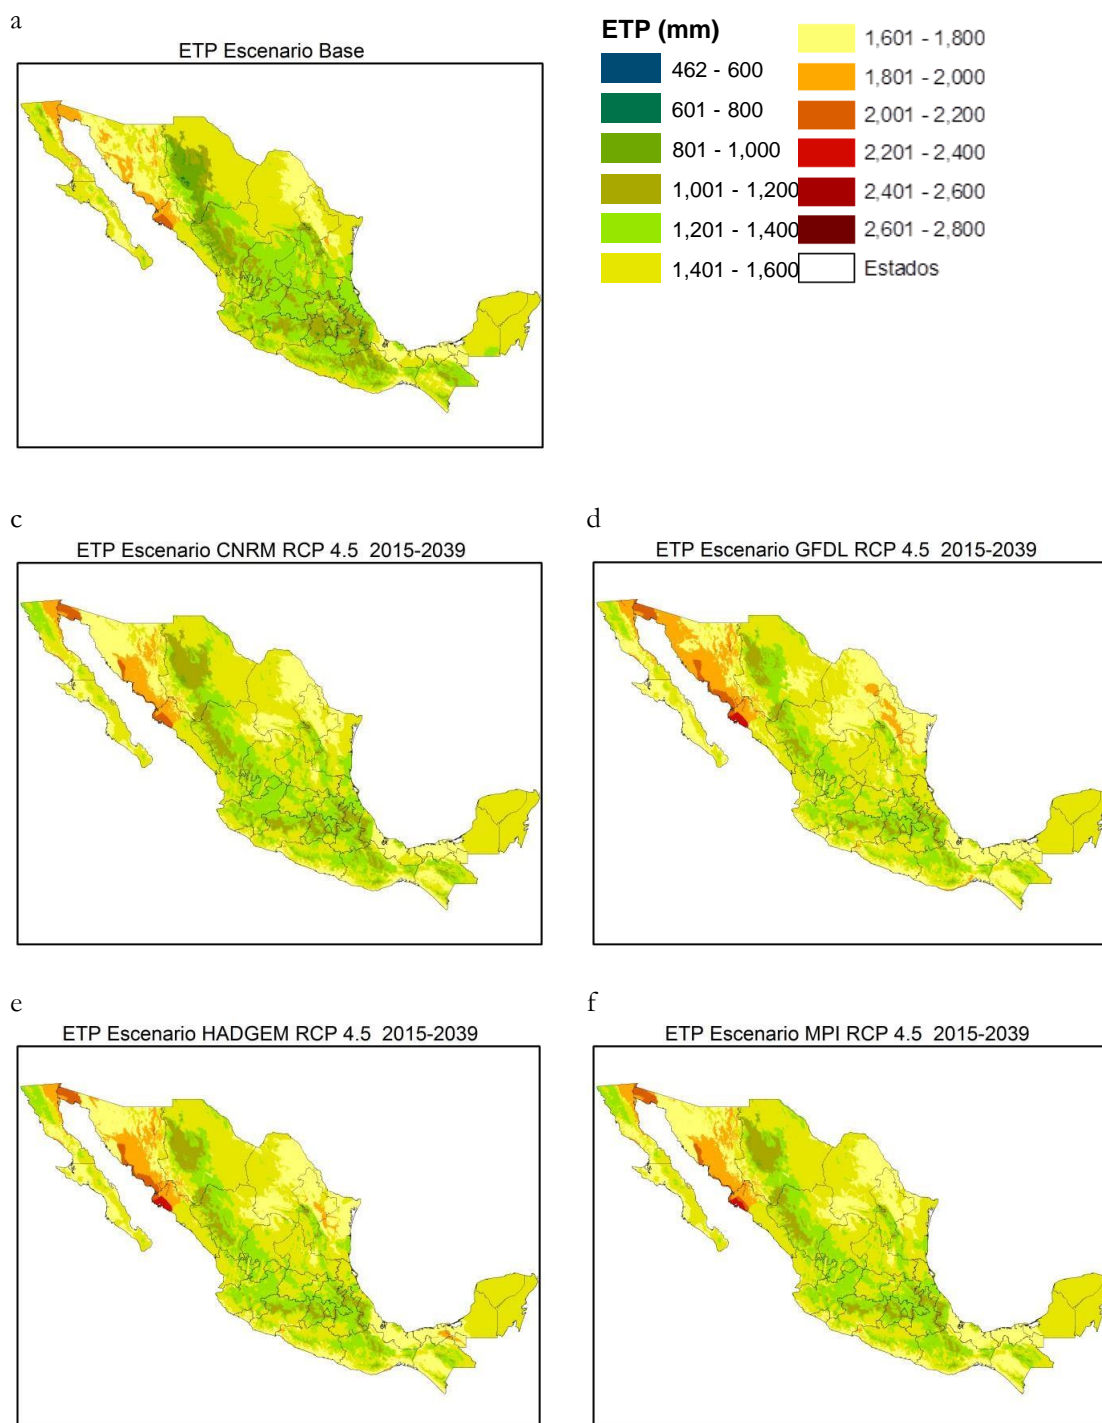 a
ETP Escenario Base
ETP (mm)
462 - 600
601 - 800
801 - 1,000
1,001 - 1,200
1,201 - 1,400
1,401 - 1,600
1,601 - 1,800
1,801 - 2,000
2,001 - 2,200
2,201 - 2,400
2,401 - 2,600
2,601 - 2,800
Estados
c
ETP Escenario CNRM RCP 4.5 2015-2039
d
ETP Escenario GFDL RCP 4.5 2015-2039
e
ETP Escenario HADGEM RCP 4.5 2015-2039
f
ETP Escenario MPI RCP 4.5 2015-2039